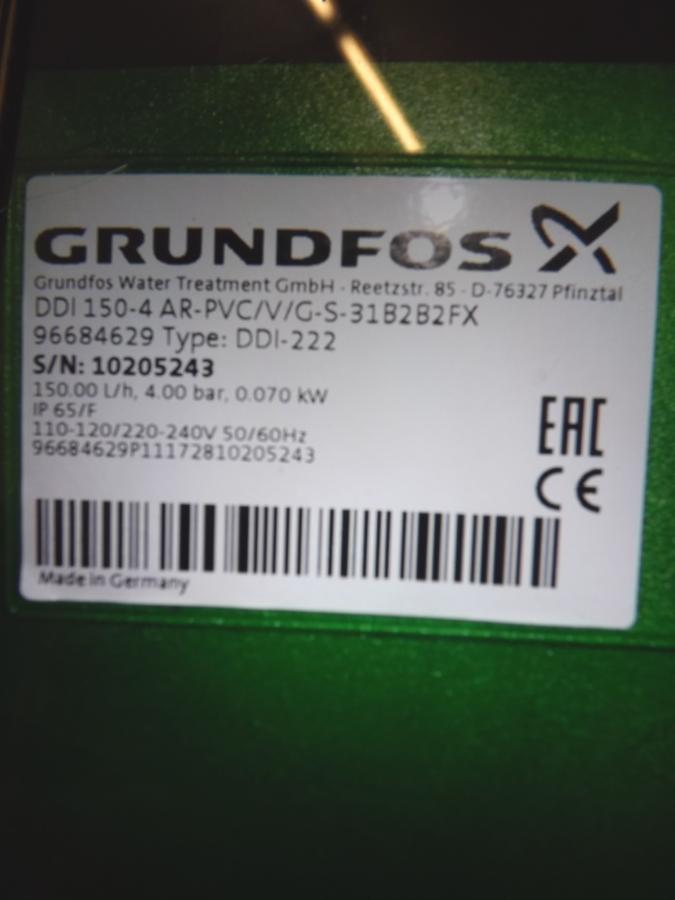 GRUNDFOS
Grundfos Water Treatment GmbH · Reetzstr. 85 · D-76327 Pfinztal
DDI 150-4 AR-PVC/V/G-S-31B2B2FX
96684629 Type: DDI-222
S/N: 10205243
150.00 L/h, 4.00 bar, 0.070 kW
IP 65/F
110-120/220-240V 50/60Hz
96684629P11172810205243
EAC
CE
Made in Germany